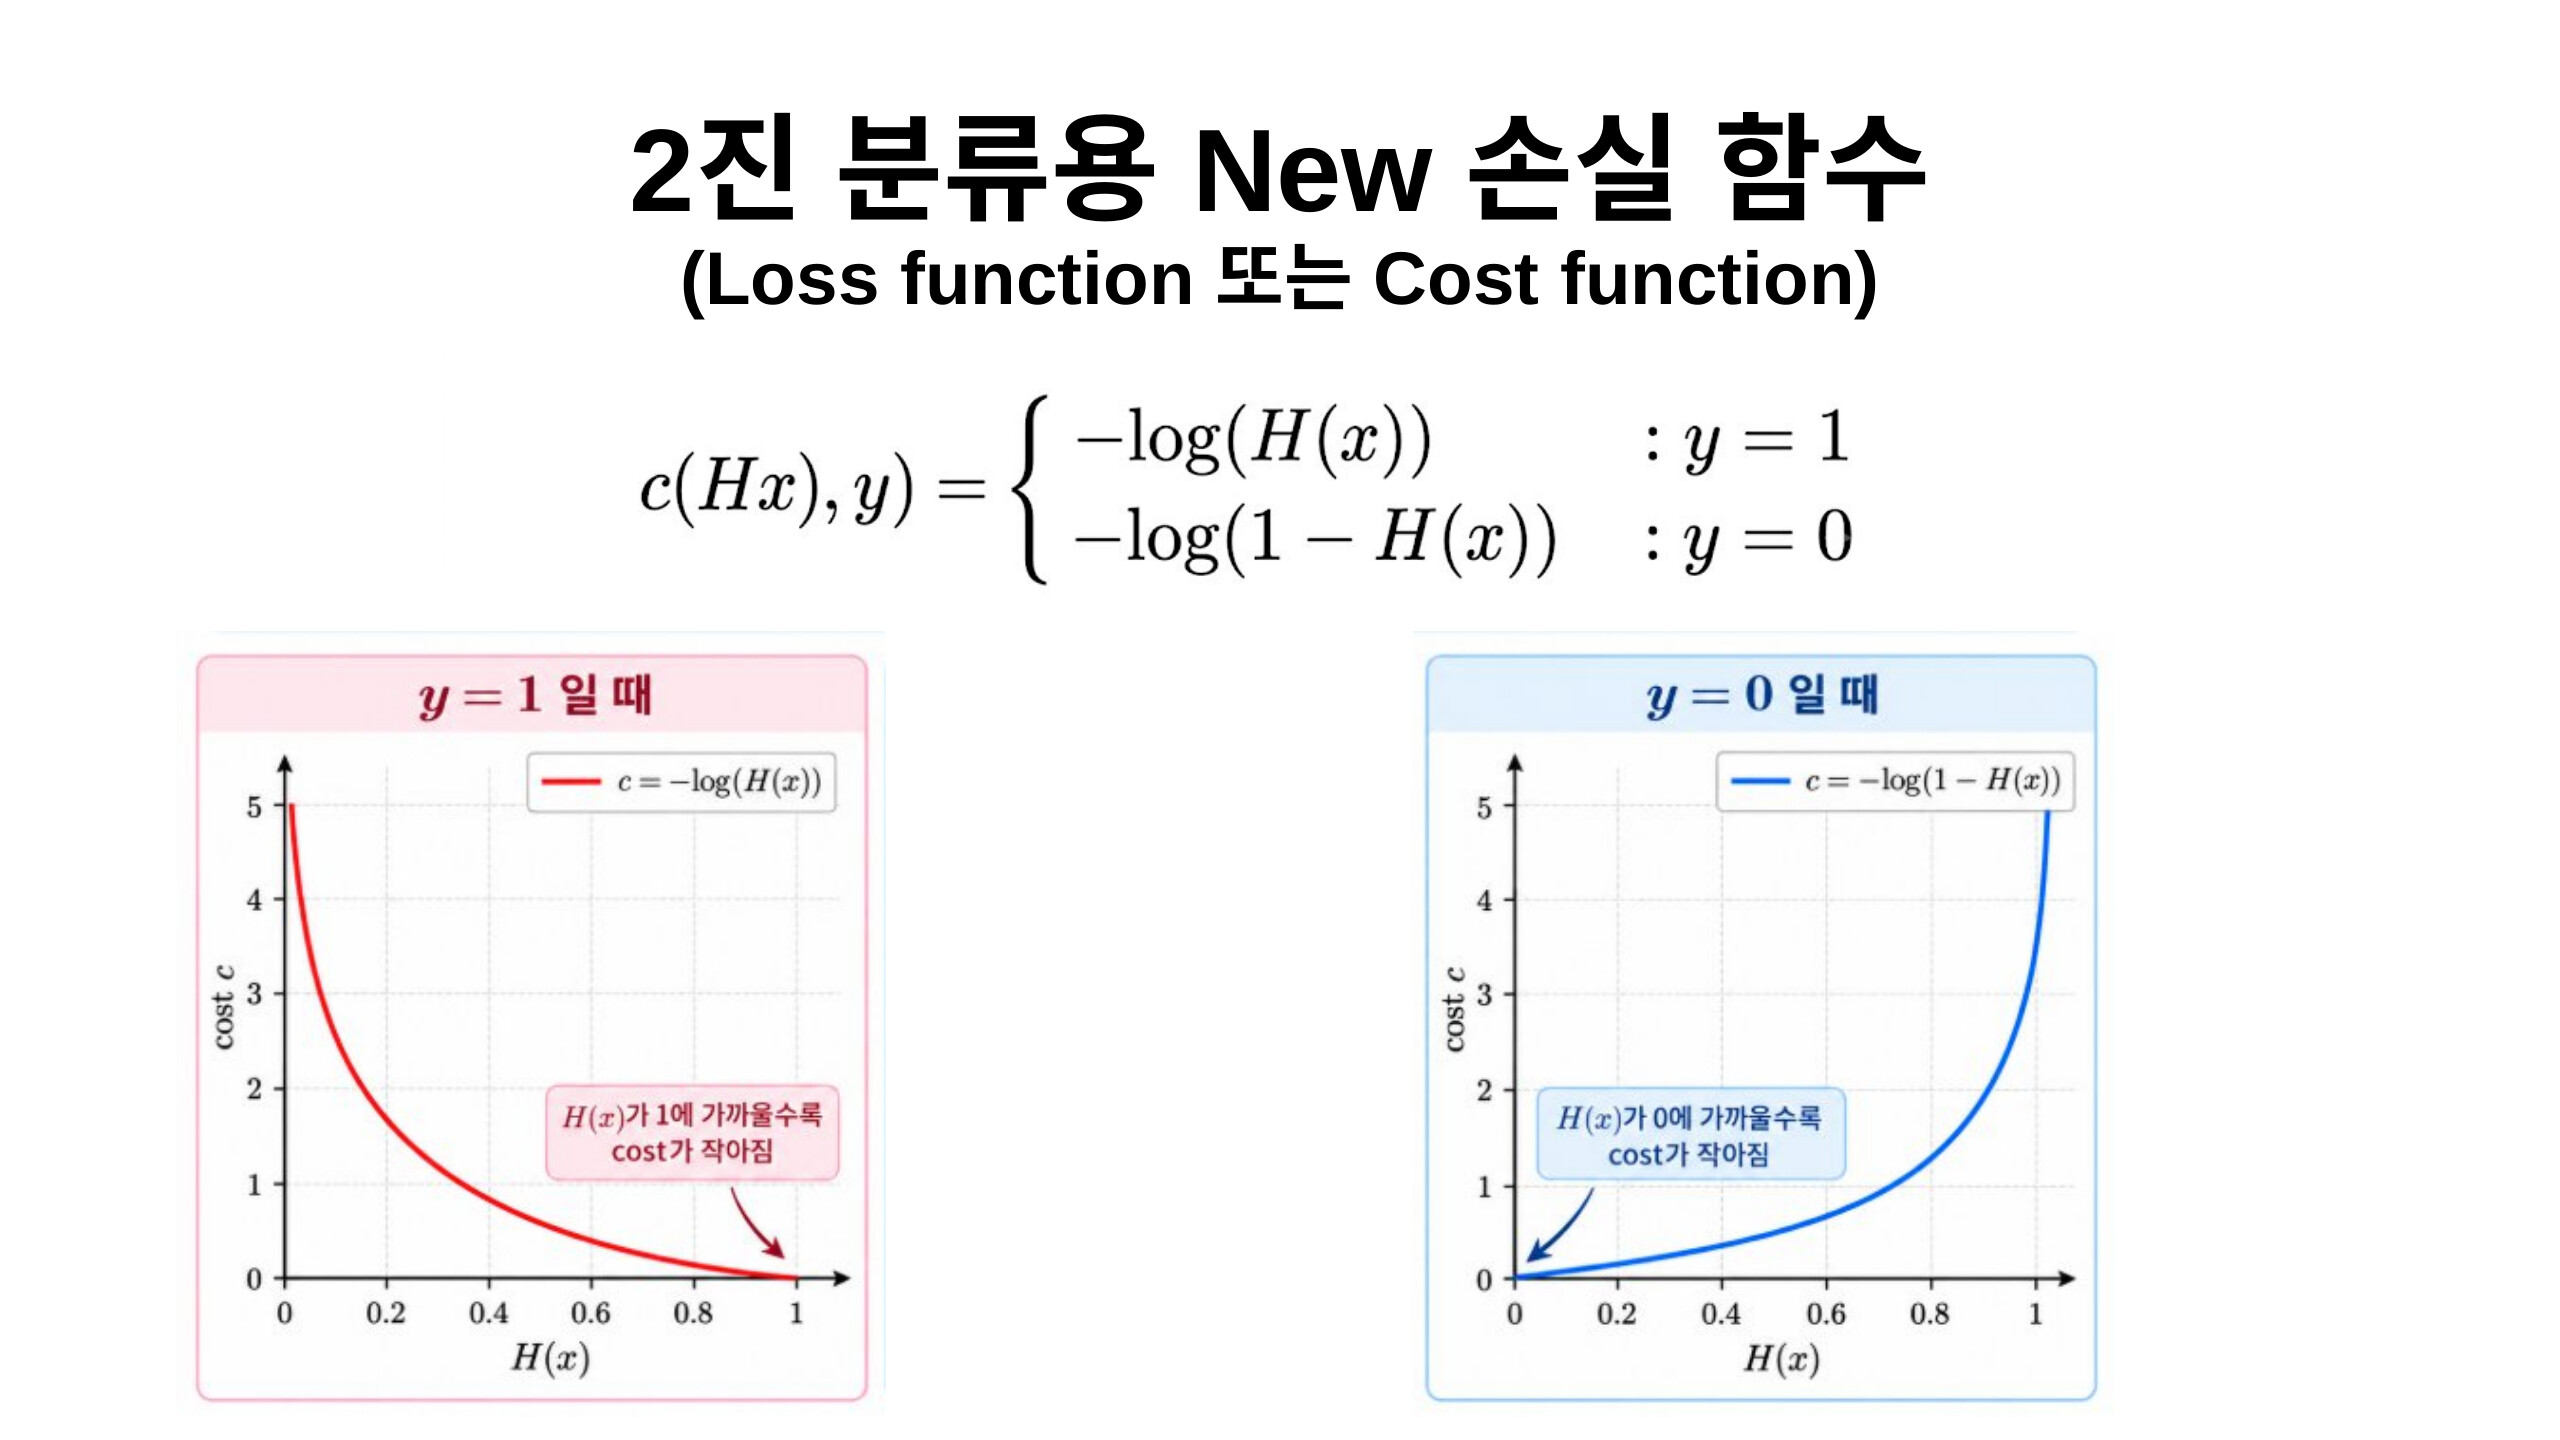 2진 분류용 New 손실 함수
(Loss function 또는 Cost function)
c(Hx), y) = { −log(H(x)) : y = 1
−log(1 − H(x)) : y = 0
y = 1 일 때
c = −log(H(x))
5
4
3
2
1
0
cost c
H(x)가 1에 가까울수록
cost가 작아짐
0 0.2 0.4 0.6 0.8 1
H(x)
y = 0 일 때
c = −log(1 − H(x))
5
4
3
2
1
0
cost c
H(x)가 0에 가까울수록
cost가 작아짐
0 0.2 0.4 0.6 0.8 1
H(x)